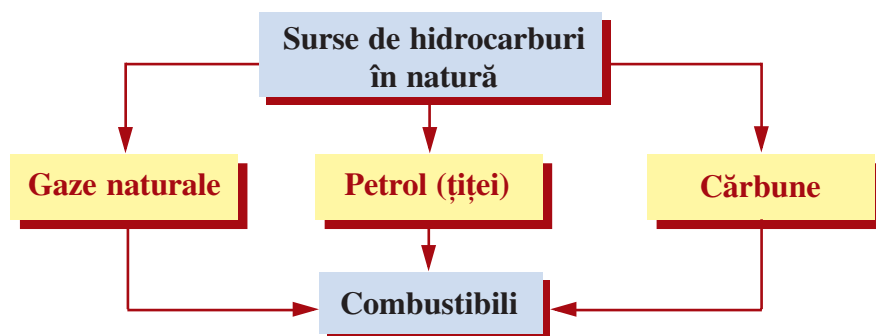 Surse de hidrocarburi
în natură
Gaze naturale
Petrol (țiței)
Cărbune
Combustibili